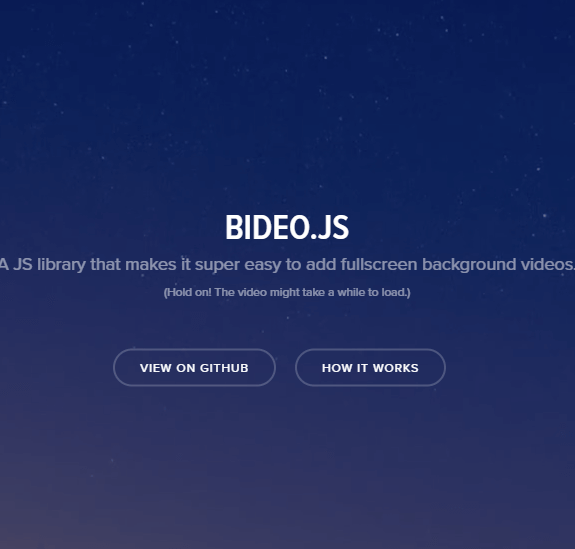 BIDEO.JS
A JS library that makes it super easy to add fullscreen background videos.
(Hold on! The video might take a while to load.)
VIEW ON GITHUB HOW IT WORKS